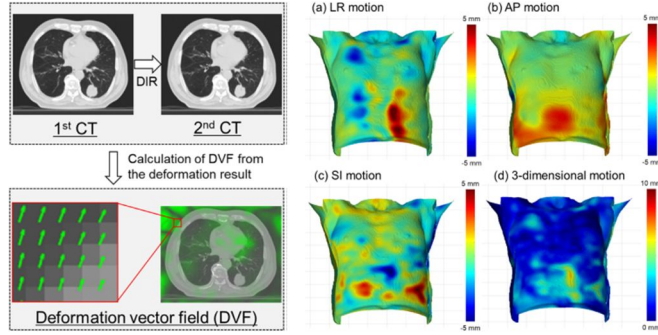 1st CT
DIR
2nd CT
Calculation of DVF from
the deformation result
Deformation vector field (DVF)
(a) LR motion
5 mm
-5 mm
(b) AP motion
5 mm
-5 mm
(c) SI motion
5 mm
-5 mm
(d) 3-dimensional motion
10 mm
0 mm